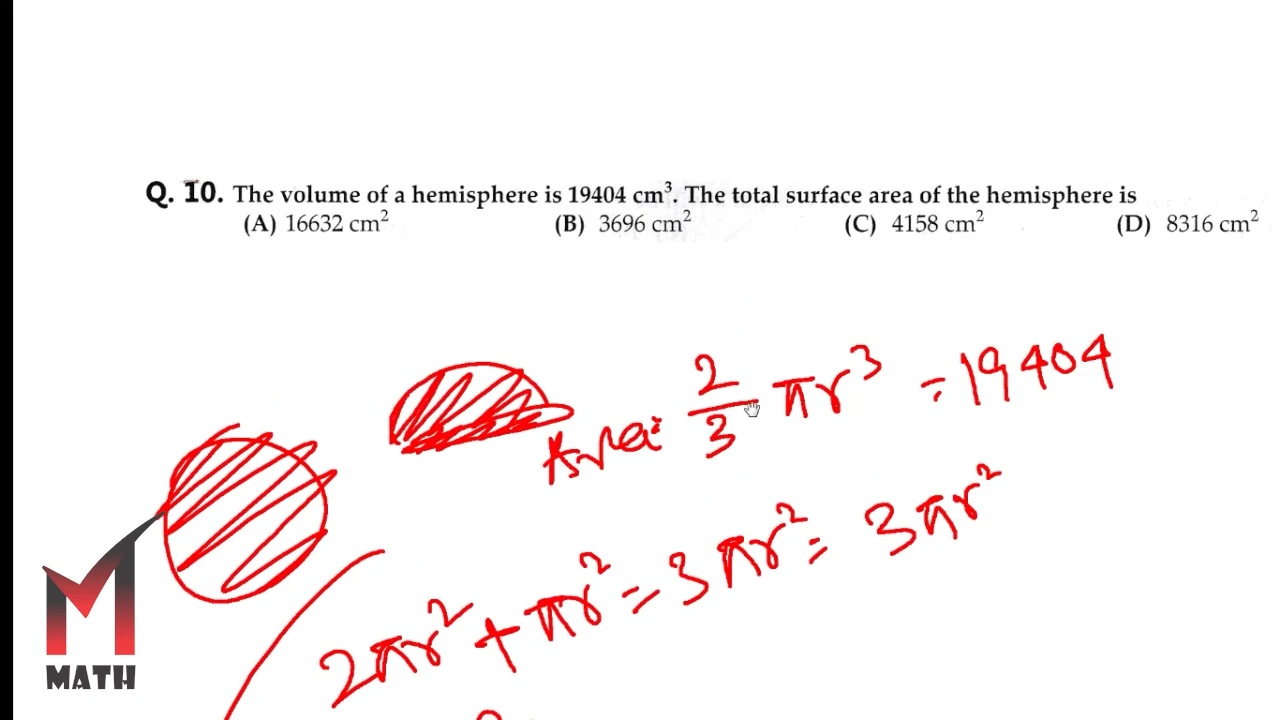 Q. 10. The volume of a hemisphere is 19404 cm³. The total surface area of the hemisphere is
(A) 16632 cm² (B) 3696 cm² (C) 4158 cm² (D) 8316 cm²
Area: 2/3 πr³ = 19404
2πr² + πr² = 3πr² = 3πr²
MATH